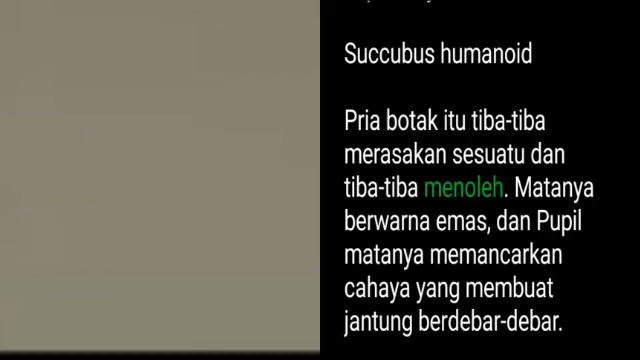 Succubus humanoid
Pria botak itu tiba-tiba
merasakan sesuatu dan
tiba-tiba menoleh. Matanya
berwarna emas, dan Pupil
matanya memancarkan
cahaya yang membuat
jantung berdebar-debar.